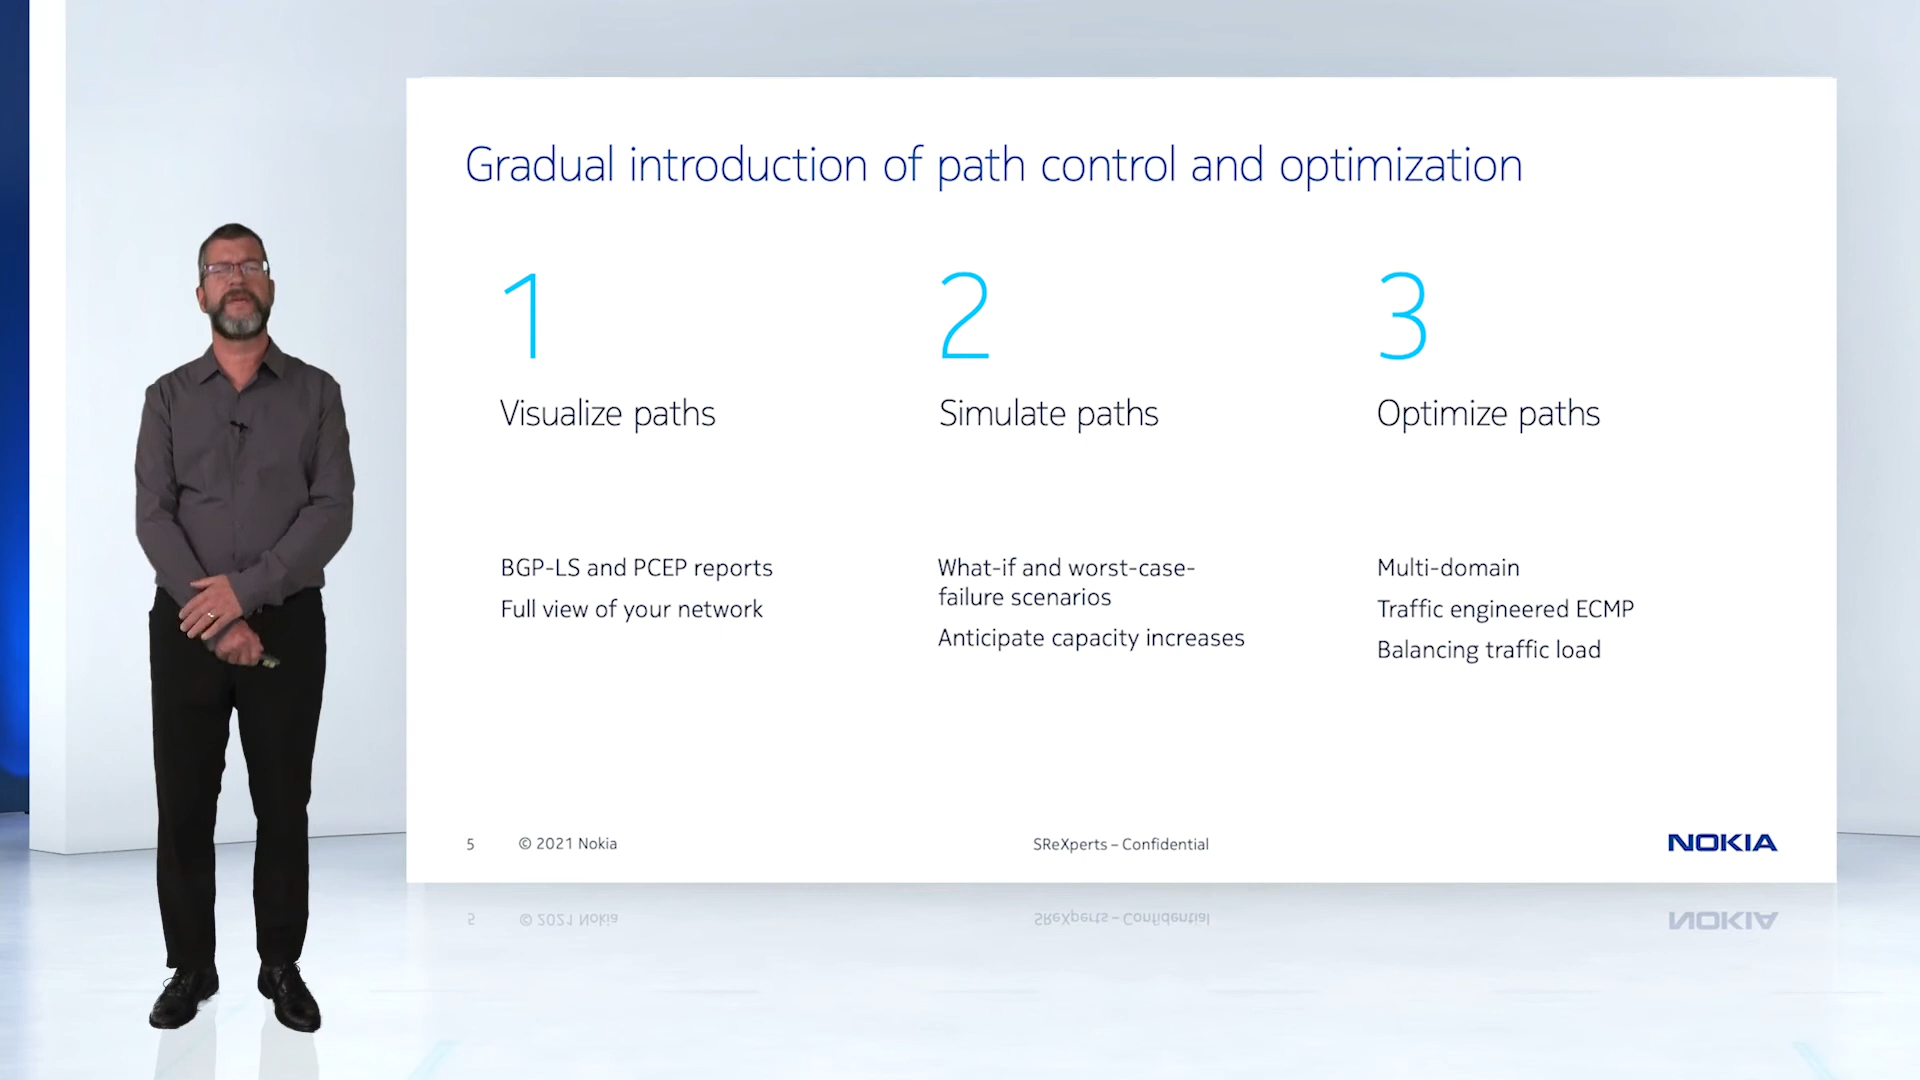 Gradual introduction of path control and optimization
1
Visualize paths
BGP-LS and PCEP reports
Full view of your network
2
Simulate paths
What-if and worst-case-
failure scenarios
Anticipate capacity increases
3
Optimize paths
Multi-domain
Traffic engineered ECMP
Balancing traffic load
5
© 2021 Nokia
SReXperts – Confidential
NOKIA